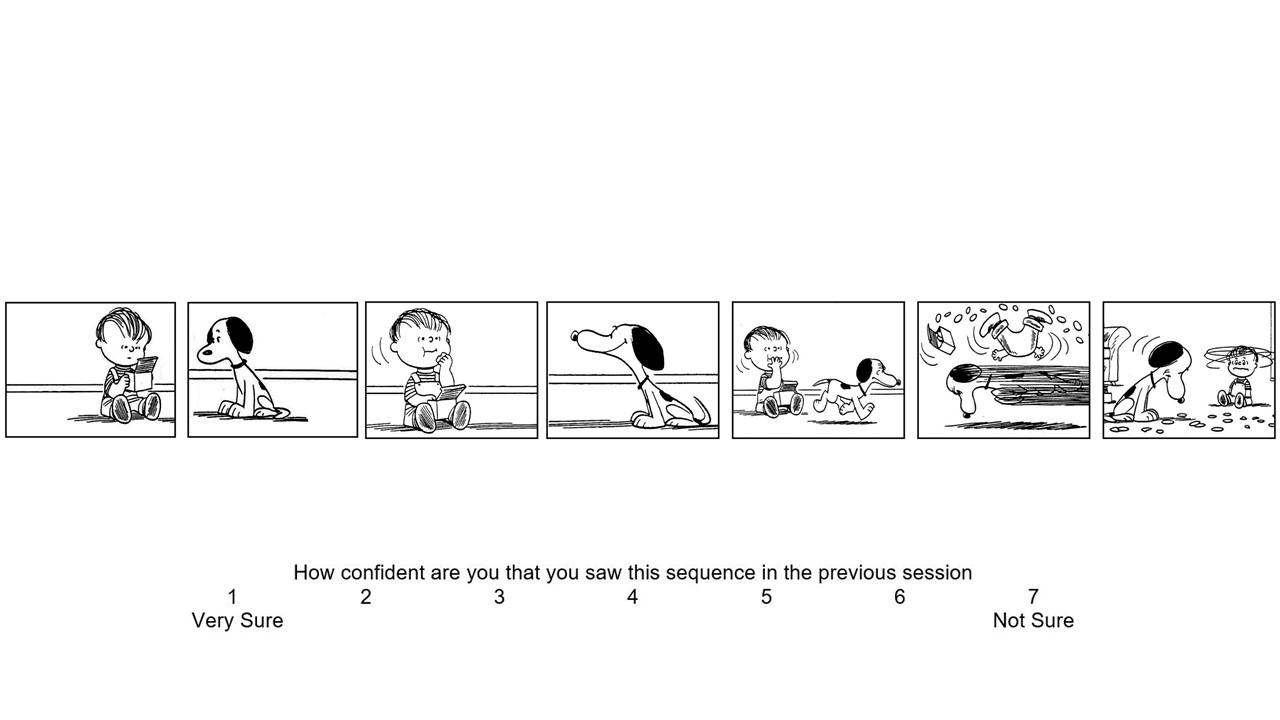 How confident are you that you saw this sequence in the previous session
1 2 3 4 5 6 7
Very Sure Not Sure